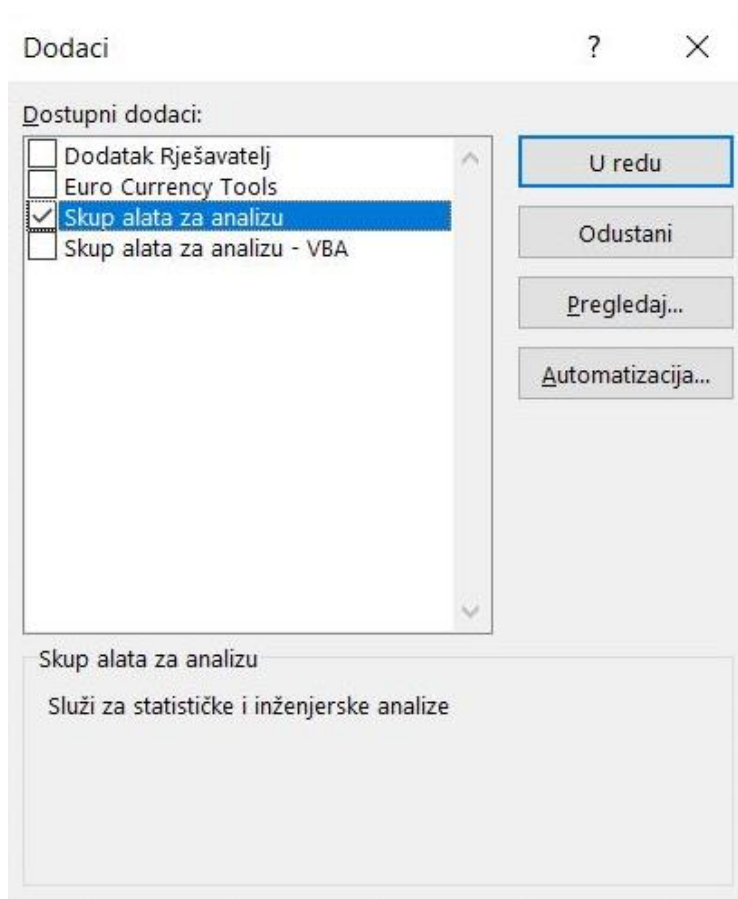 Dodaci
Dostupni dodaci:
Dodatak Rješavatelj
Euro Currency Tools
Skup alata za analizu
Skup alata za analizu - VBA
U redu
Odustani
Pregledaj...
Automatizacija...
Skup alata za analizu
Služi za statističke i inženjerske analize